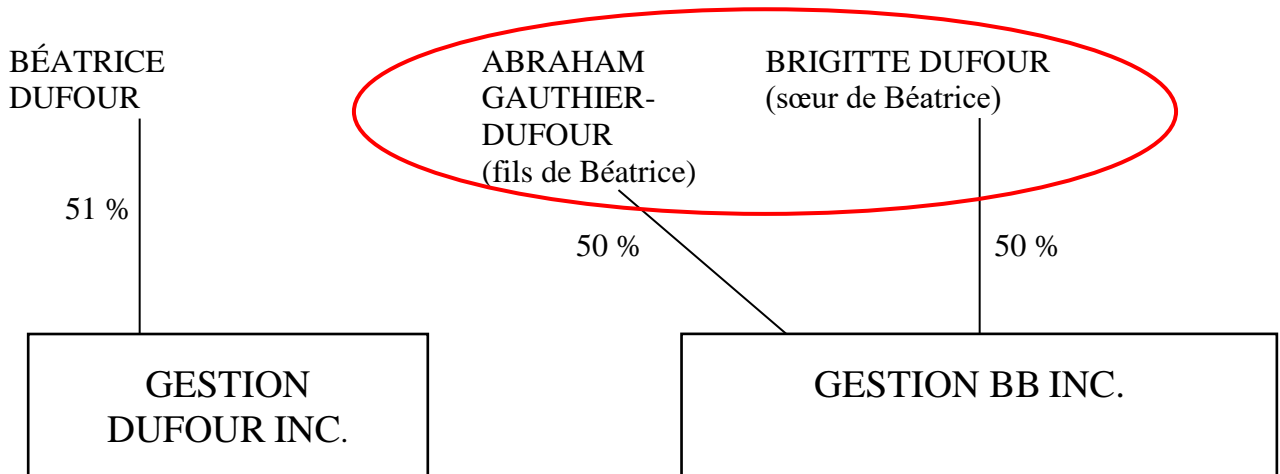 BÉATRICE
DUFOUR
ABRAHAM
GAUTHIER-
DUFOUR
(fils de Béatrice)
BRIGITTE DUFOUR
(sœur de Béatrice)
51 %
50 %
50 %
GESTION
DUFOUR INC.
GESTION BB INC.